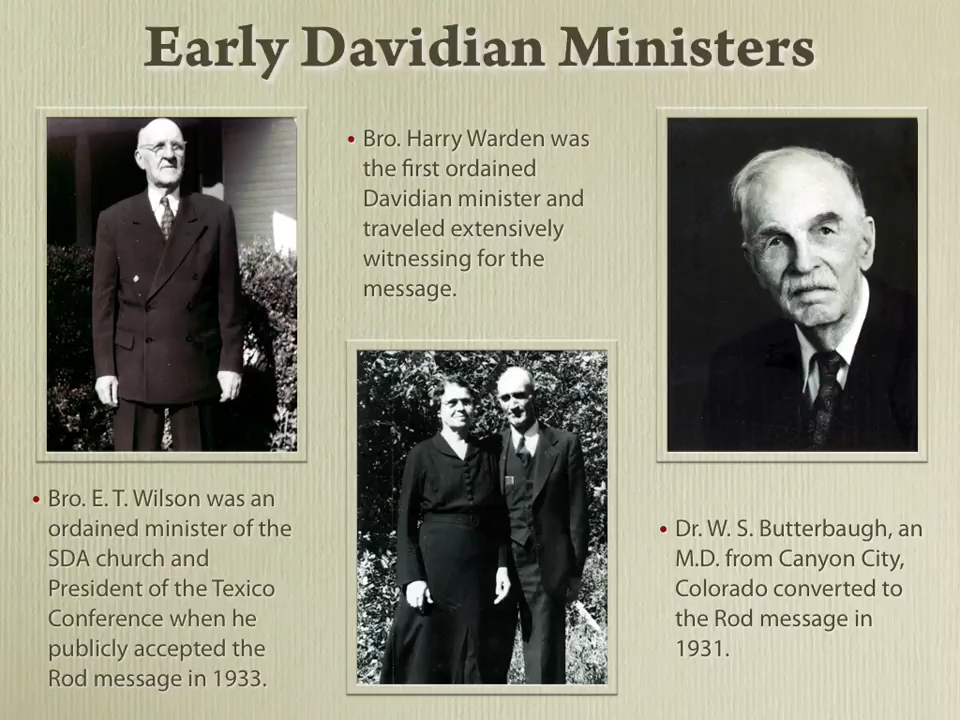 Early Davidian Ministers
• Bro. Harry Warden was
the first ordained
Davidian minister and
traveled extensively
witnessing for the
message.
• Bro. E. T. Wilson was an
ordained minister of the
SDA church and
President of the Texico
Conference when he
publicly accepted the
Rod message in 1933.
• Dr. W. S. Butterbaugh, an
M.D. from Canyon City,
Colorado converted to
the Rod message in
1931.